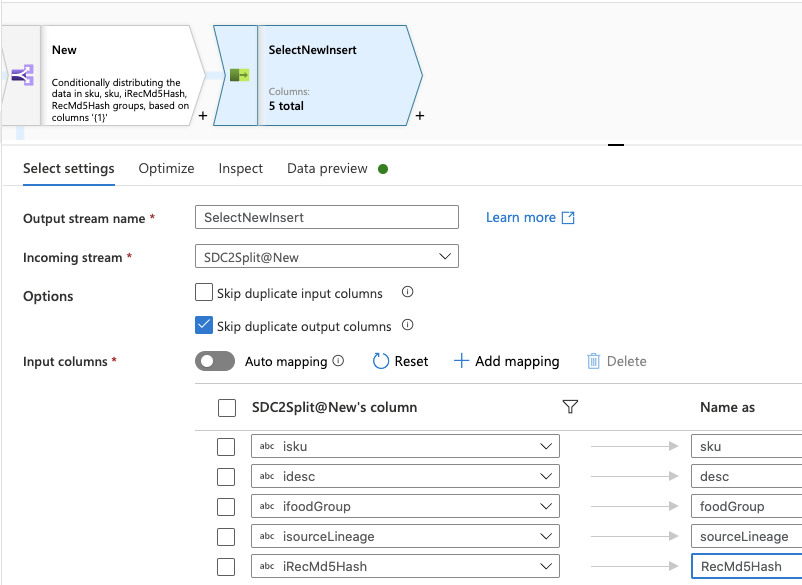 New
Conditionally distributing the
data in sku, sku, iRecMd5Hash,
RecMd5Hash groups, based on
columns '{1}'
+
SelectNewInsert
Columns:
5 total
+
Select settings
Optimize
Inspect
Data preview
Output stream name *
SelectNewInsert
Learn more
Incoming stream *
SDC2Split@New
Options
Skip duplicate input columns
Skip duplicate output columns
Input columns *
Auto mapping
Reset
Add mapping
Delete
SDC2Split@New's column
Name as
abc isku
sku
abc idesc
desc
abc ifoodGroup
foodGroup
abc isourceLineage
sourceLineage
abc iRecMd5Hash
RecMd5Hash